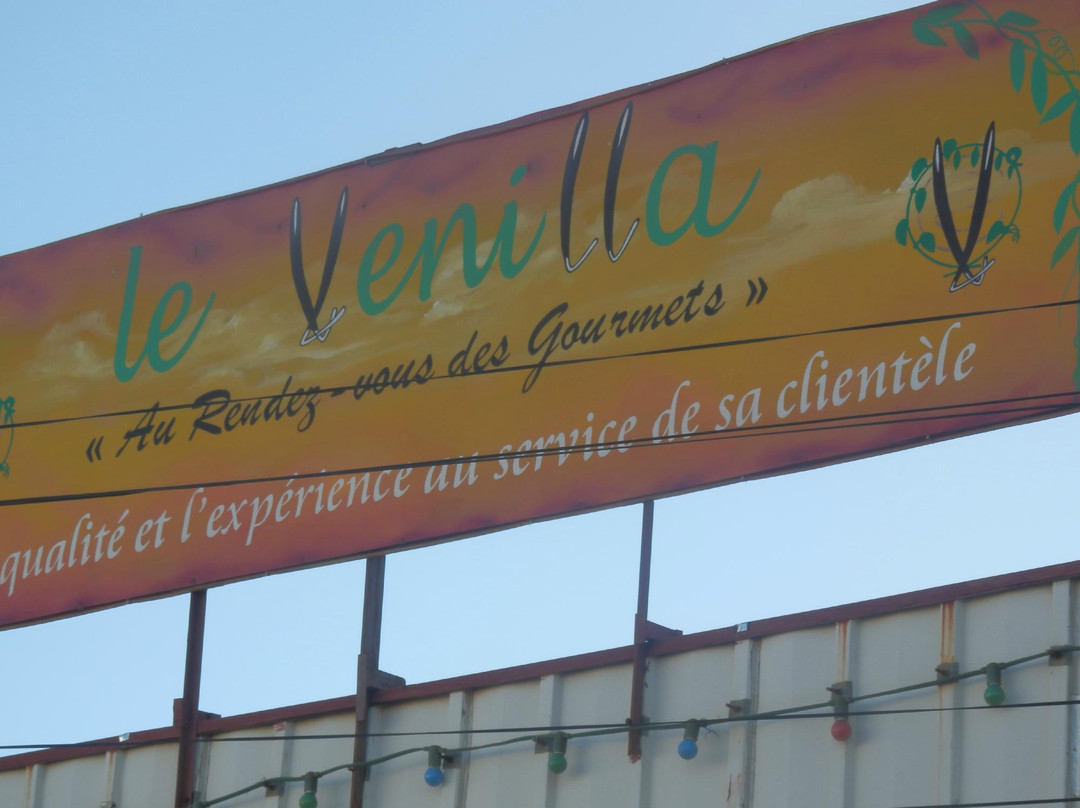 le Venilla
« Au Rendez-vous des Gourmets »
qualité et l'expérience au service de sa clientèle